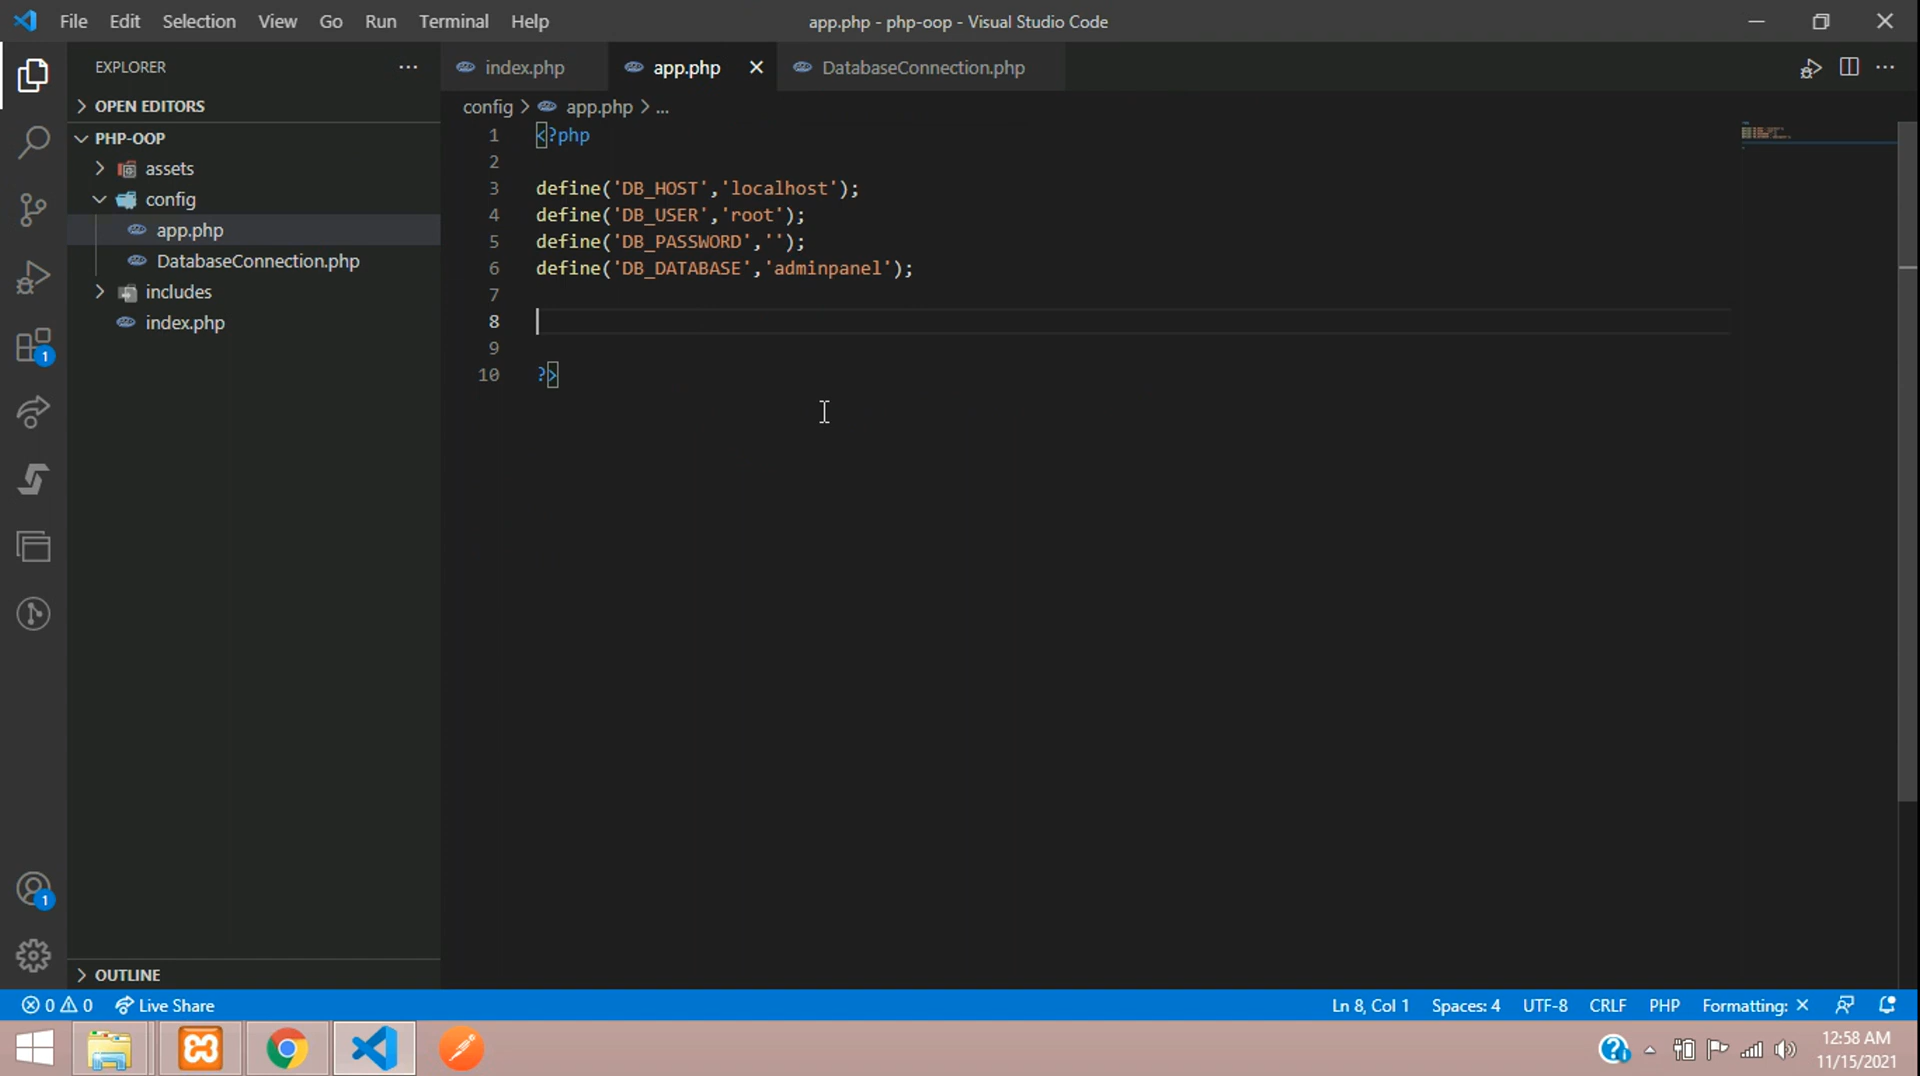 File Edit Selection View Go Run Terminal Help
app.php - php-oop - Visual Studio Code
EXPLORER
OPEN EDITORS
PHP-OOP
assets
config
app.php
DatabaseConnection.php
includes
index.php
OUTLINE
index.php app.php DatabaseConnection.php
config > app.php > ...
1 <?php
2
3 define('DB_HOST','localhost');
4 define('DB_USER','root');
5 define('DB_PASSWORD','');
6 define('DB_DATABASE','adminpanel');
7
8
9
10 ?>
1
1
0 0 Live Share
Ln 8, Col 1 Spaces: 4 UTF-8 CRLF PHP Formatting: ×
12:58 AM
11/15/2021